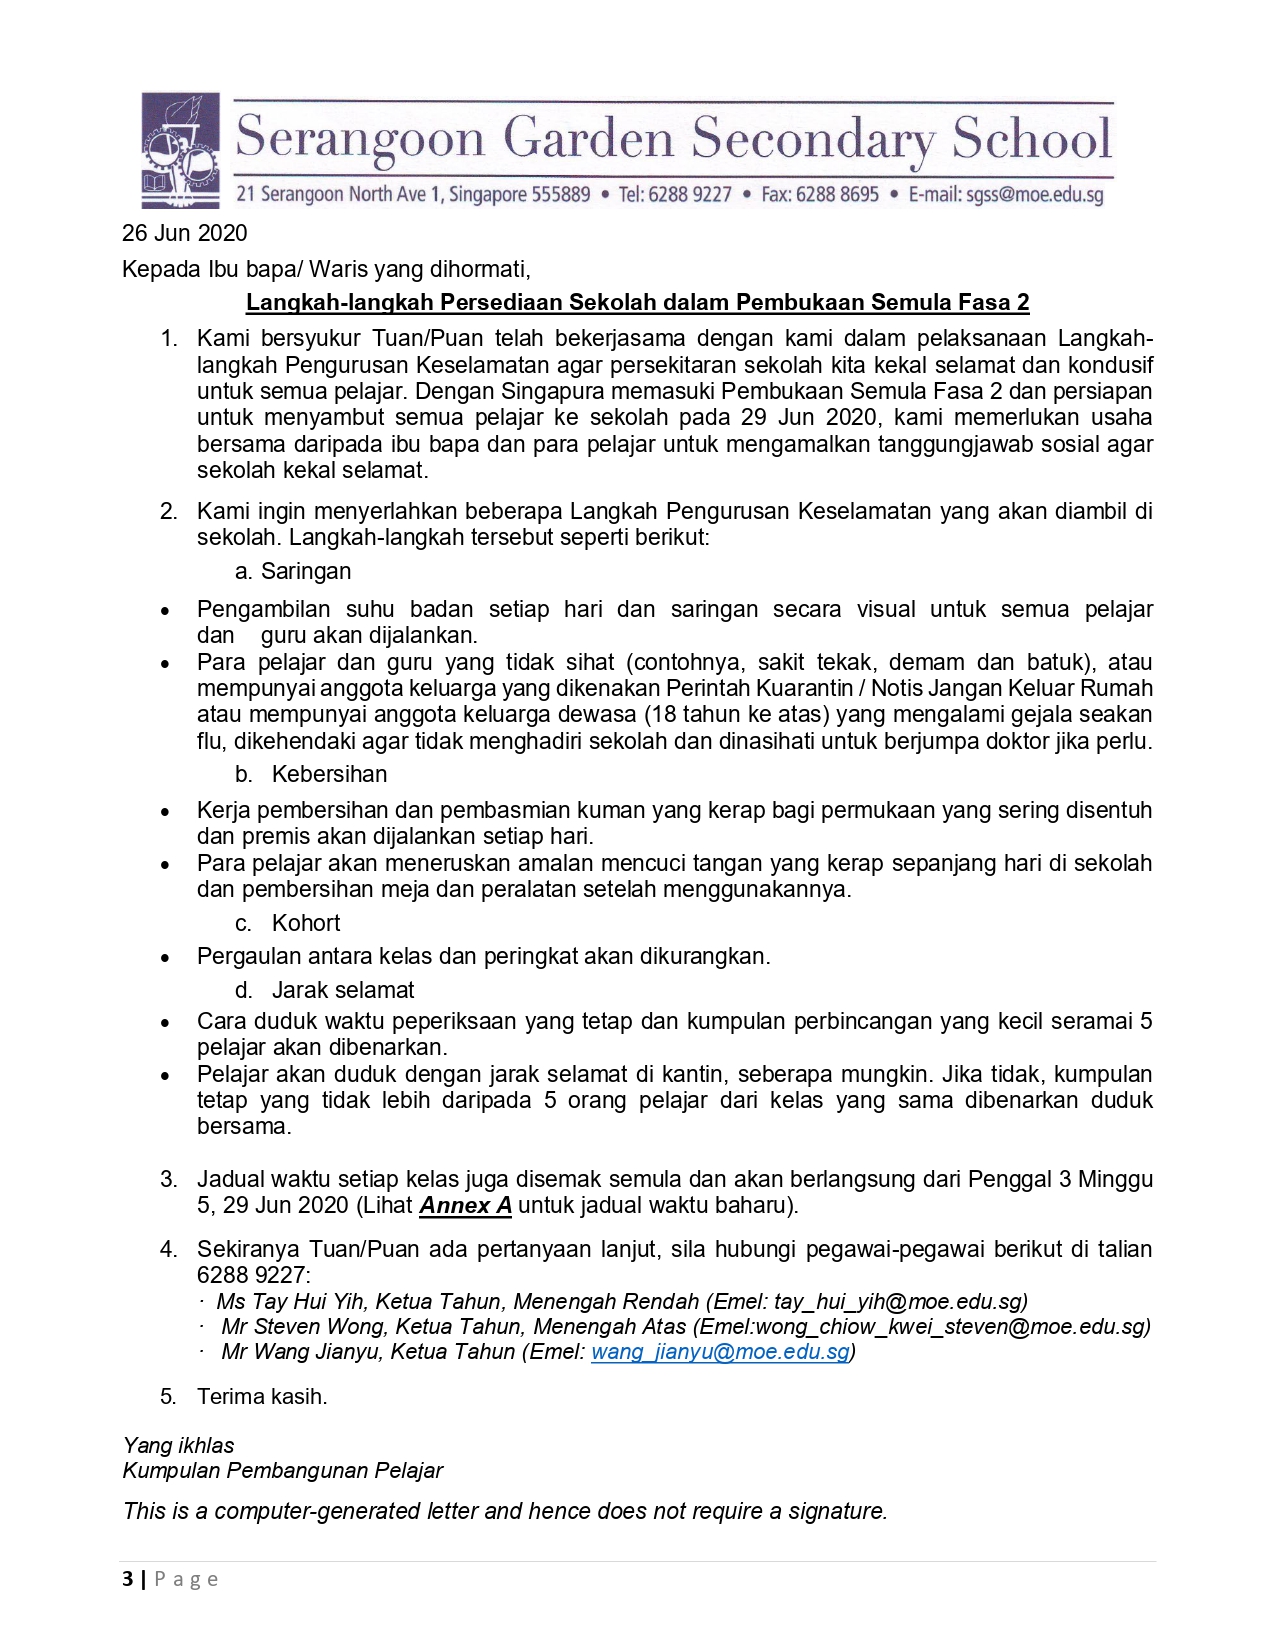 Serangoon Garden Secondary School
21 Serangoon North Ave 1, Singapore 555889 • Tel: 6288 9227 • Fax: 6288 8695 • E-mail: sgss@moe.edu.sg
26 Jun 2020
Kepada Ibu bapa/ Waris yang dihormati,
Langkah-langkah Persediaan Sekolah dalam Pembukaan Semula Fasa 2
1. Kami bersyukur Tuan/Puan telah bekerjasama dengan kami dalam pelaksanaan Langkah-
langkah Pengurusan Keselamatan agar persekitaran sekolah kita kekal selamat dan kondusif
untuk semua pelajar. Dengan Singapura memasuki Pembukaan Semula Fasa 2 dan persiapan
untuk menyambut semua pelajar ke sekolah pada 29 Jun 2020, kami memerlukan usaha
bersama daripada ibu bapa dan para pelajar untuk mengamalkan tanggungjawab sosial agar
sekolah kekal selamat.
2. Kami ingin menyerlahkan beberapa Langkah Pengurusan Keselamatan yang akan diambil di
sekolah. Langkah-langkah tersebut seperti berikut:
a. Saringan
• Pengambilan suhu badan setiap hari dan saringan secara visual untuk semua pelajar
dan guru akan dijalankan.
• Para pelajar dan guru yang tidak sihat (contohnya, sakit tekak, demam dan batuk), atau
mempunyai anggota keluarga yang dikenakan Perintah Kuarantin / Notis Jangan Keluar Rumah
atau mempunyai anggota keluarga dewasa (18 tahun ke atas) yang mengalami gejala seakan
flu, dikehendaki agar tidak menghadiri sekolah dan dinasihati untuk berjumpa doktor jika perlu.
b. Kebersihan
• Kerja pembersihan dan pembasmian kuman yang kerap bagi permukaan yang sering disentuh
dan premis akan dijalankan setiap hari.
• Para pelajar akan meneruskan amalan mencuci tangan yang kerap sepanjang hari di sekolah
dan pembersihan meja dan peralatan setelah menggunakannya.
c. Kohort
• Pergaulan antara kelas dan peringkat akan dikurangkan.
d. Jarak selamat
• Cara duduk waktu peperiksaan yang tetap dan kumpulan perbincangan yang kecil seramai 5
pelajar akan dibenarkan.
• Pelajar akan duduk dengan jarak selamat di kantin, seberapa mungkin. Jika tidak, kumpulan
tetap yang tidak lebih daripada 5 orang pelajar dari kelas yang sama dibenarkan duduk
bersama.
3. Jadual waktu setiap kelas juga disemak semula dan akan berlangsung dari Penggal 3 Minggu
5, 29 Jun 2020 (Lihat Annex A untuk jadual waktu baharu).
4. Sekiranya Tuan/Puan ada pertanyaan lanjut, sila hubungi pegawai-pegawai berikut di talian
6288 9227:
· Ms Tay Hui Yih, Ketua Tahun, Menengah Rendah (Emel: tay_hui_yih@moe.edu.sg)
· Mr Steven Wong, Ketua Tahun, Menengah Atas (Emel:wong_chiow_kwei_steven@moe.edu.sg)
· Mr Wang Jianyu, Ketua Tahun (Emel: wang_jianyu@moe.edu.sg)
5. Terima kasih.
Yang ikhlas
Kumpulan Pembangunan Pelajar
This is a computer-generated letter and hence does not require a signature.
3 | Page